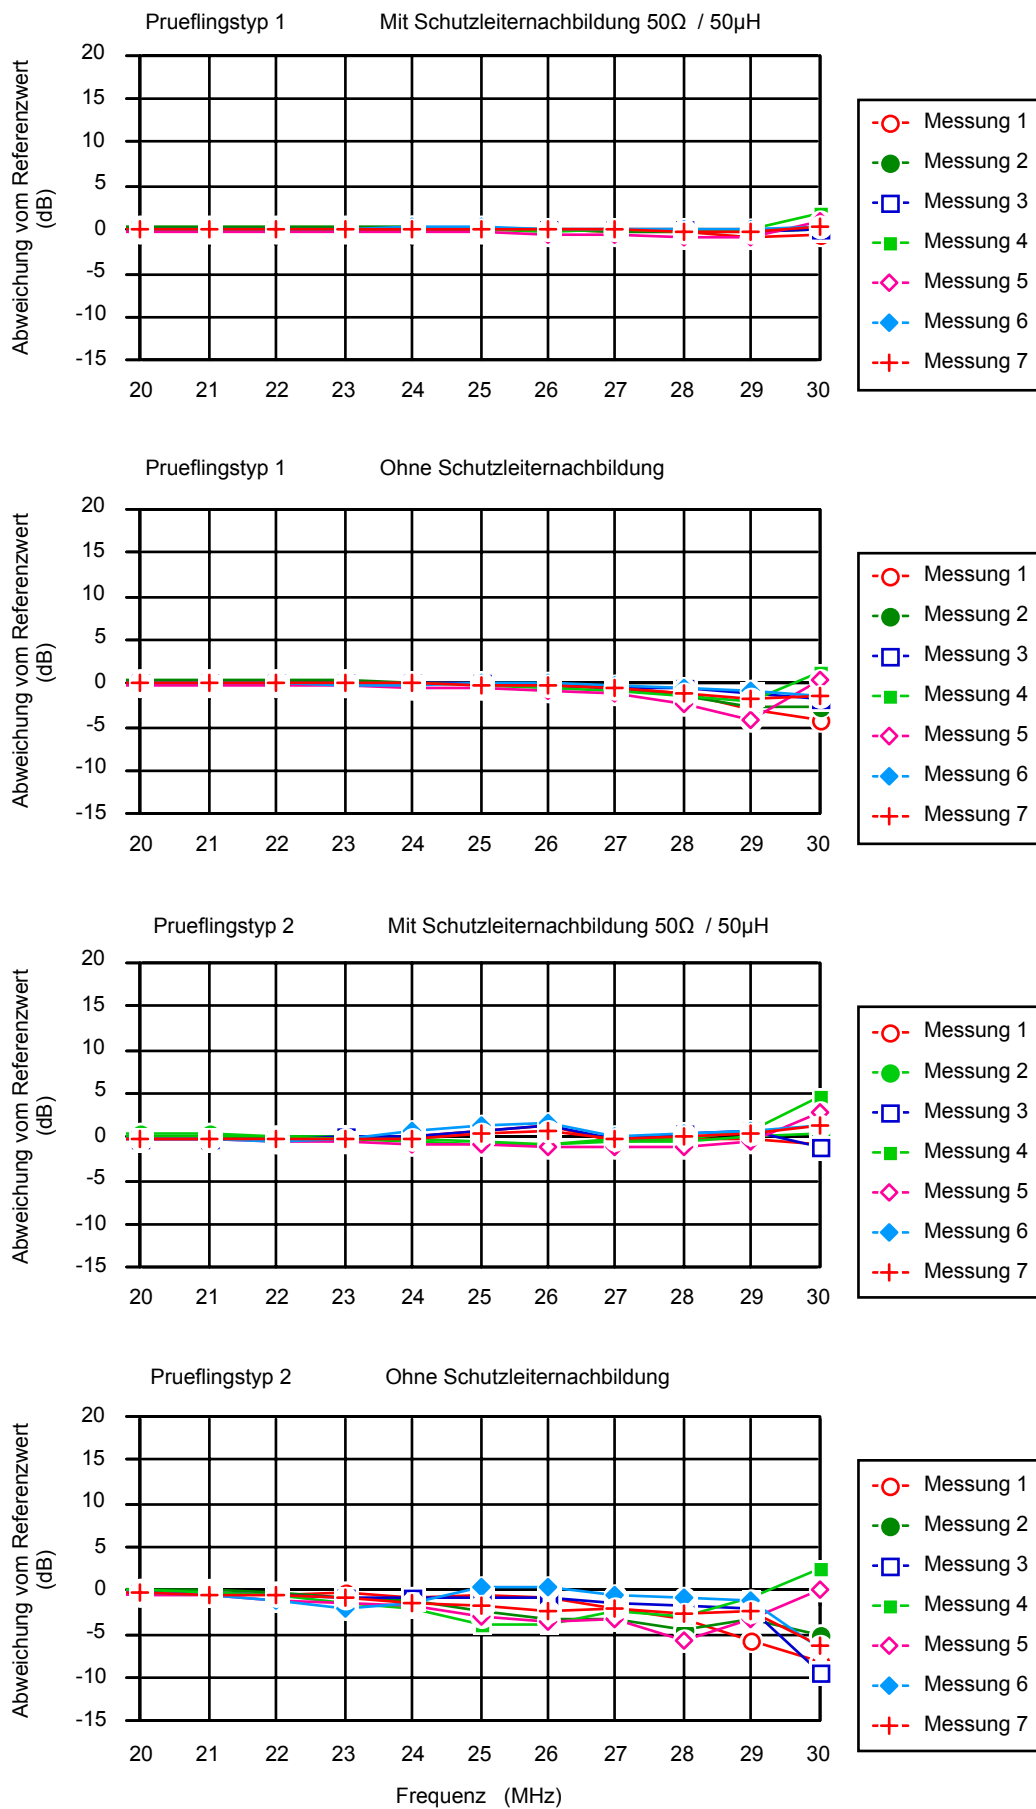 Prueflingstyp 1 Mit Schutzleiternachbildung 50Ω / 50µH
Abweichung vom Referenzwert
(dB)
20
15
10
5
0
-5
-10
-15
20 21 22 23 24 25 26 27 28 29 30
Messung 1
Messung 2
Messung 3
Messung 4
Messung 5
Messung 6
Messung 7
Prueflingstyp 1 Ohne Schutzleiternachbildung
Abweichung vom Referenzwert
(dB)
20
15
10
5
0
-5
-10
-15
20 21 22 23 24 25 26 27 28 29 30
Messung 1
Messung 2
Messung 3
Messung 4
Messung 5
Messung 6
Messung 7
Prueflingstyp 2 Mit Schutzleiternachbildung 50Ω / 50µH
Abweichung vom Referenzwert
(dB)
20
15
10
5
0
-5
-10
-15
20 21 22 23 24 25 26 27 28 29 30
Messung 1
Messung 2
Messung 3
Messung 4
Messung 5
Messung 6
Messung 7
Prueflingstyp 2 Ohne Schutzleiternachbildung
Abweichung vom Referenzwert
(dB)
20
15
10
5
0
-5
-10
-15
20 21 22 23 24 25 26 27 28 29 30
Messung 1
Messung 2
Messung 3
Messung 4
Messung 5
Messung 6
Messung 7
Frequenz (MHz)